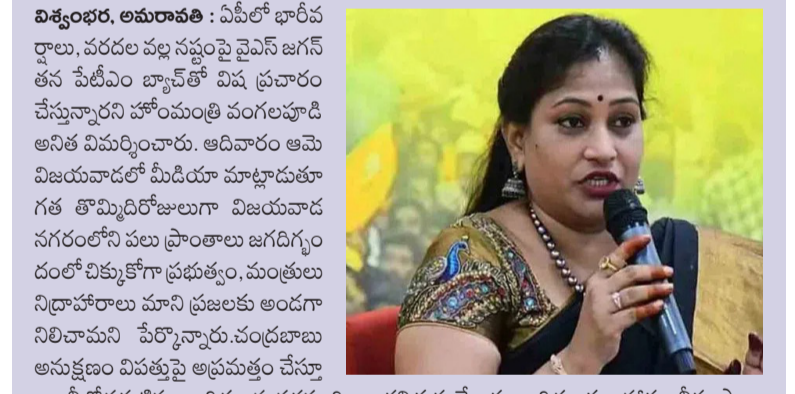 విశ్వంభర, అమరావతి : ఏపీలో భారీవ
ర్షాలు, వరదల వల్ల నష్టంపై వైఎస్ జగన్
తన పేటీఎం బ్యాచ్‌తో విష ప్రచారం
చేస్తున్నారని హోంమంత్రి వంగలపూడి
అనిత విమర్శించారు. ఆదివారం ఆమె
విజయవాడలో మీడియా మాట్లాడుతూ
గత తొమ్మిదిరోజులుగా విజయవాడ
నగరంలోని పలు ప్రాంతాలు జగదిగ్బం
దంలో చిక్కుకోగా ప్రభుత్వం, మంత్రులు
నిద్రాహారాలు మాని ప్రజలకు అండగా
నిలిచామని పేర్కొన్నారు.చంద్రబాబు
అనుక్షణం విపత్తుపై అప్రమత్తం చేస్తూ